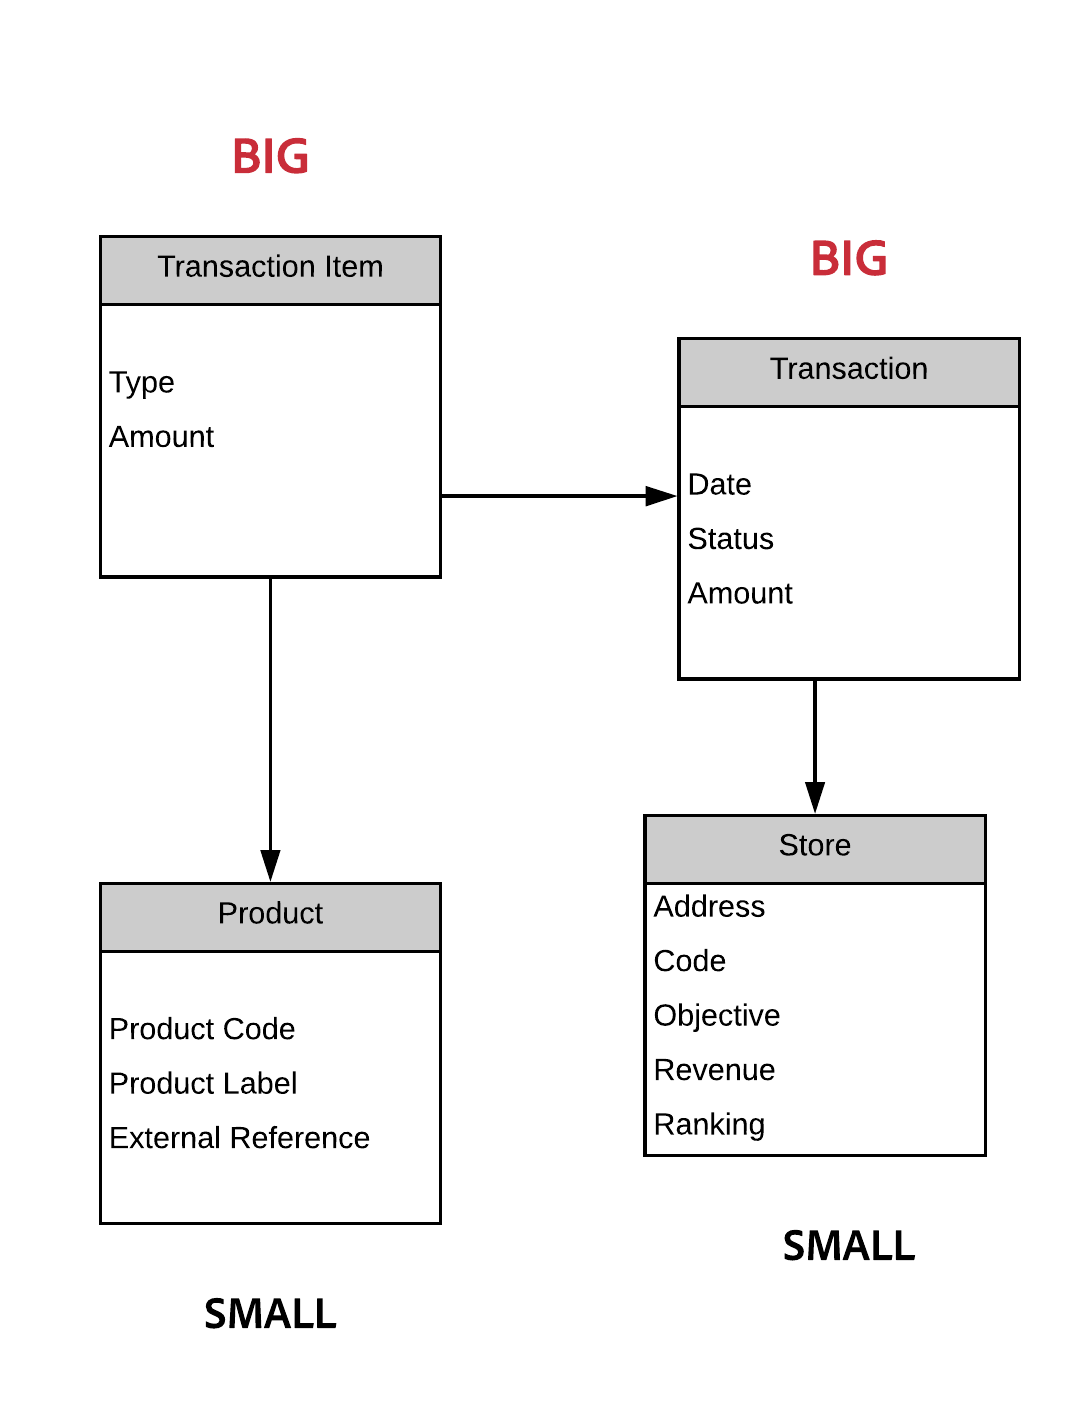 BIG
Transaction Item
Type
Amount
BIG
Transaction
Date
Status
Amount
Product
Product Code
Product Label
External Reference
SMALL
Store
Address
Code
Objective
Revenue
Ranking
SMALL